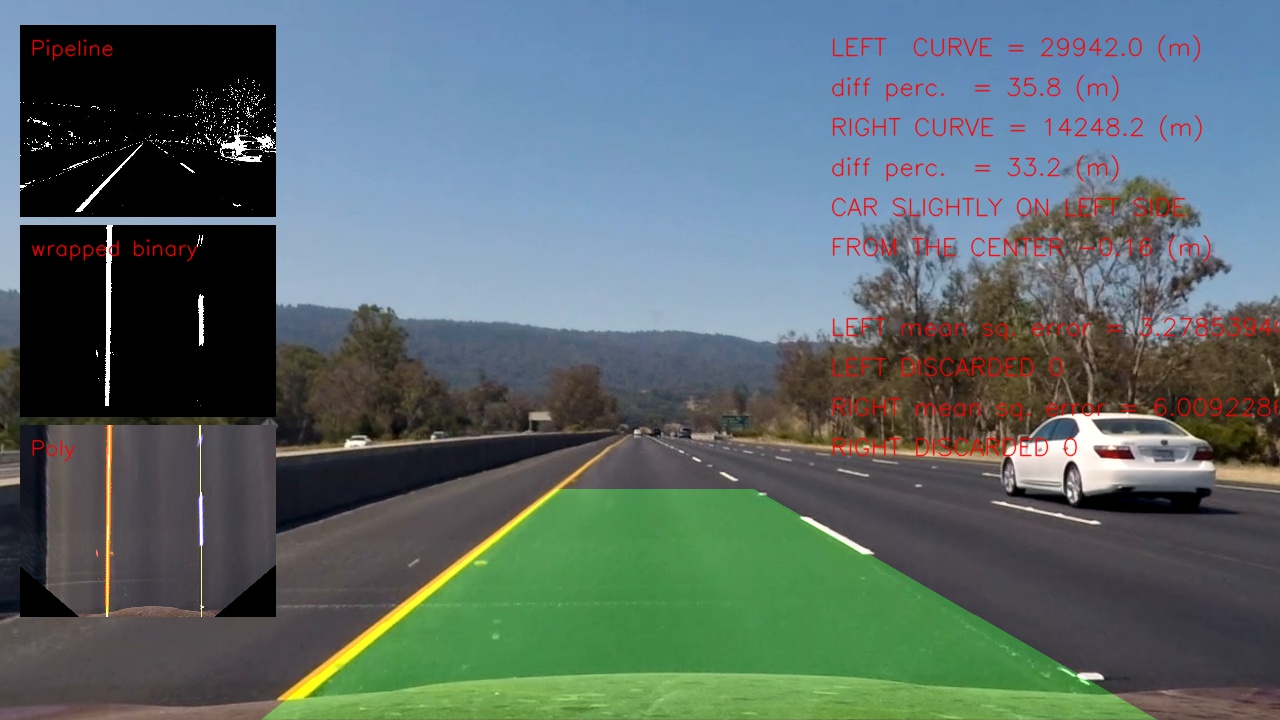 Pipeline
wrapped binary
Poly
LEFT CURVE = 29942.0 (m)
diff perc. = 35.8 (m)
RIGHT CURVE = 14248.2 (m)
diff perc. = 33.2 (m)
CAR SLIGHTLY ON LEFT SIDE
FROM THE CENTER -0.16 (m)
LEFT mean sq. error = 3.2785394
LEFT DISCARDED 0
RIGHT mean sq. error = 6.009228
RIGHT DISCARDED 0